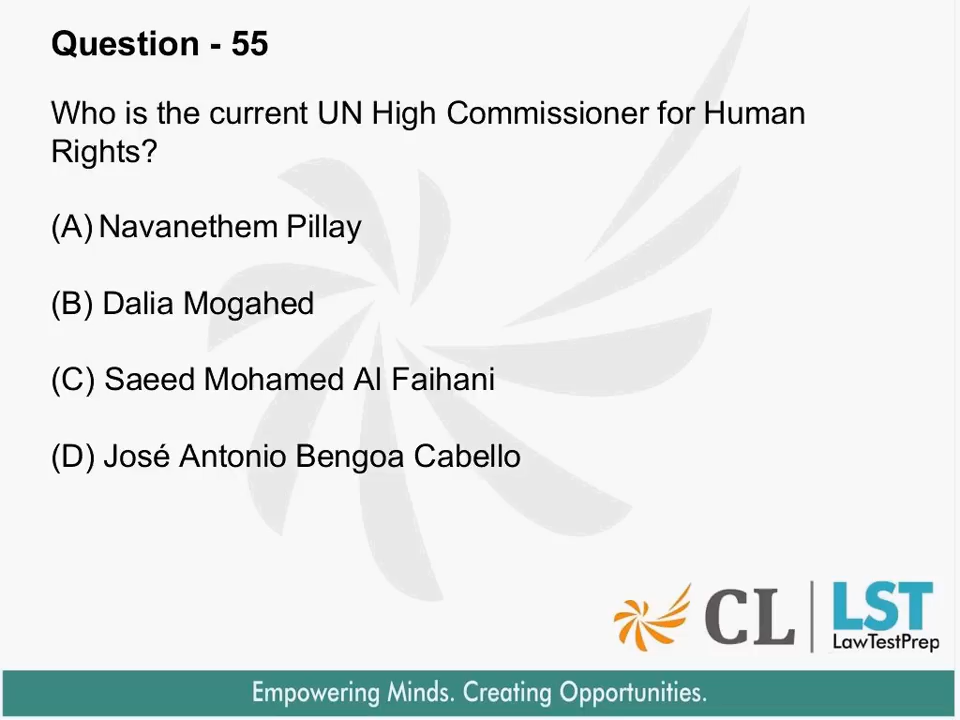 Question - 55
Who is the current UN High Commissioner for Human
Rights?
(A) Navanethem Pillay
(B) Dalia Mogahed
(C) Saeed Mohamed Al Faihani
(D) José Antonio Bengoa Cabello
CL LST
LawTestPrep
Empowering Minds. Creating Opportunities.